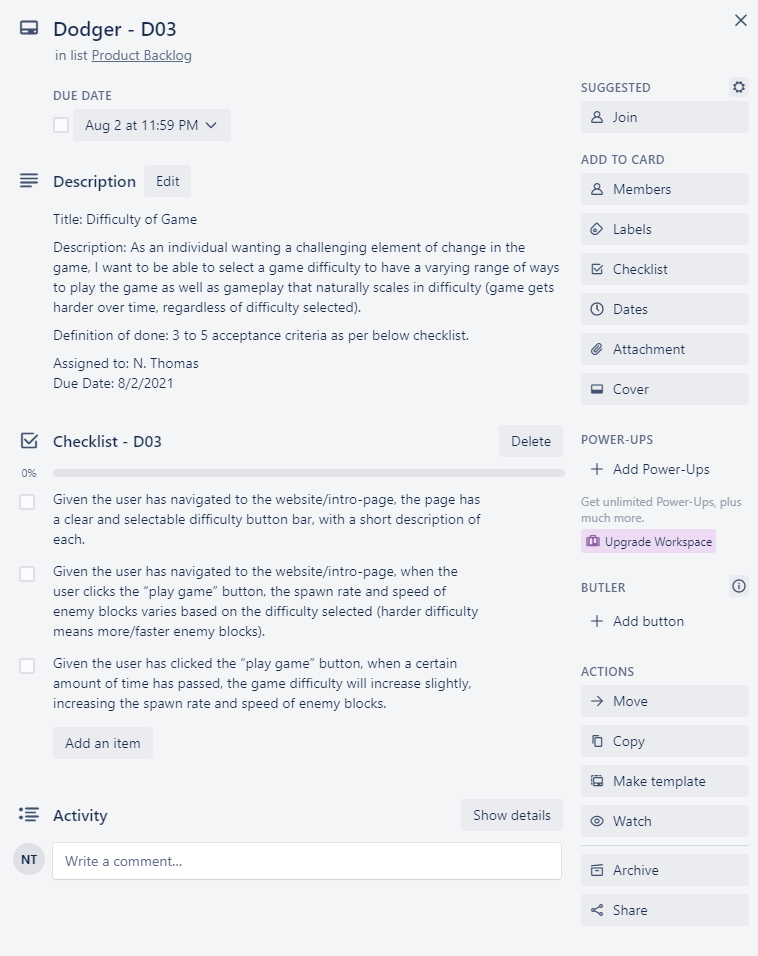 Dodger - D03
in list Product Backlog
DUE DATE
Aug 2 at 11:59 PM
Description
Edit
Title: Difficulty of Game
Description: As an individual wanting a challenging element of change in the
game, I want to be able to select a game difficulty to have a varying range of ways
to play the game as well as gameplay that naturally scales in difficulty (game gets
harder over time, regardless of difficulty selected).
Definition of done: 3 to 5 acceptance criteria as per below checklist.
Assigned to: N. Thomas
Due Date: 8/2/2021
Checklist - D03
Delete
0%
Given the user has navigated to the website/intro-page, the page has
a clear and selectable difficulty button bar, with a short description of
each.
Given the user has navigated to the website/intro-page, when the
user clicks the “play game” button, the spawn rate and speed of
enemy blocks varies based on the difficulty selected (harder difficulty
means more/faster enemy blocks).
Given the user has clicked the “play game” button, when a certain
amount of time has passed, the game difficulty will increase slightly,
increasing the spawn rate and speed of enemy blocks.
Add an item
Activity
Show details
NT
Write a comment...
SUGGESTED
Join
ADD TO CARD
Members
Labels
Checklist
Dates
Attachment
Cover
POWER-UPS
Add Power-Ups
Get unlimited Power-Ups, plus
much more.
Upgrade Workspace
BUTLER
Add button
ACTIONS
Move
Copy
Make template
Watch
Archive
Share